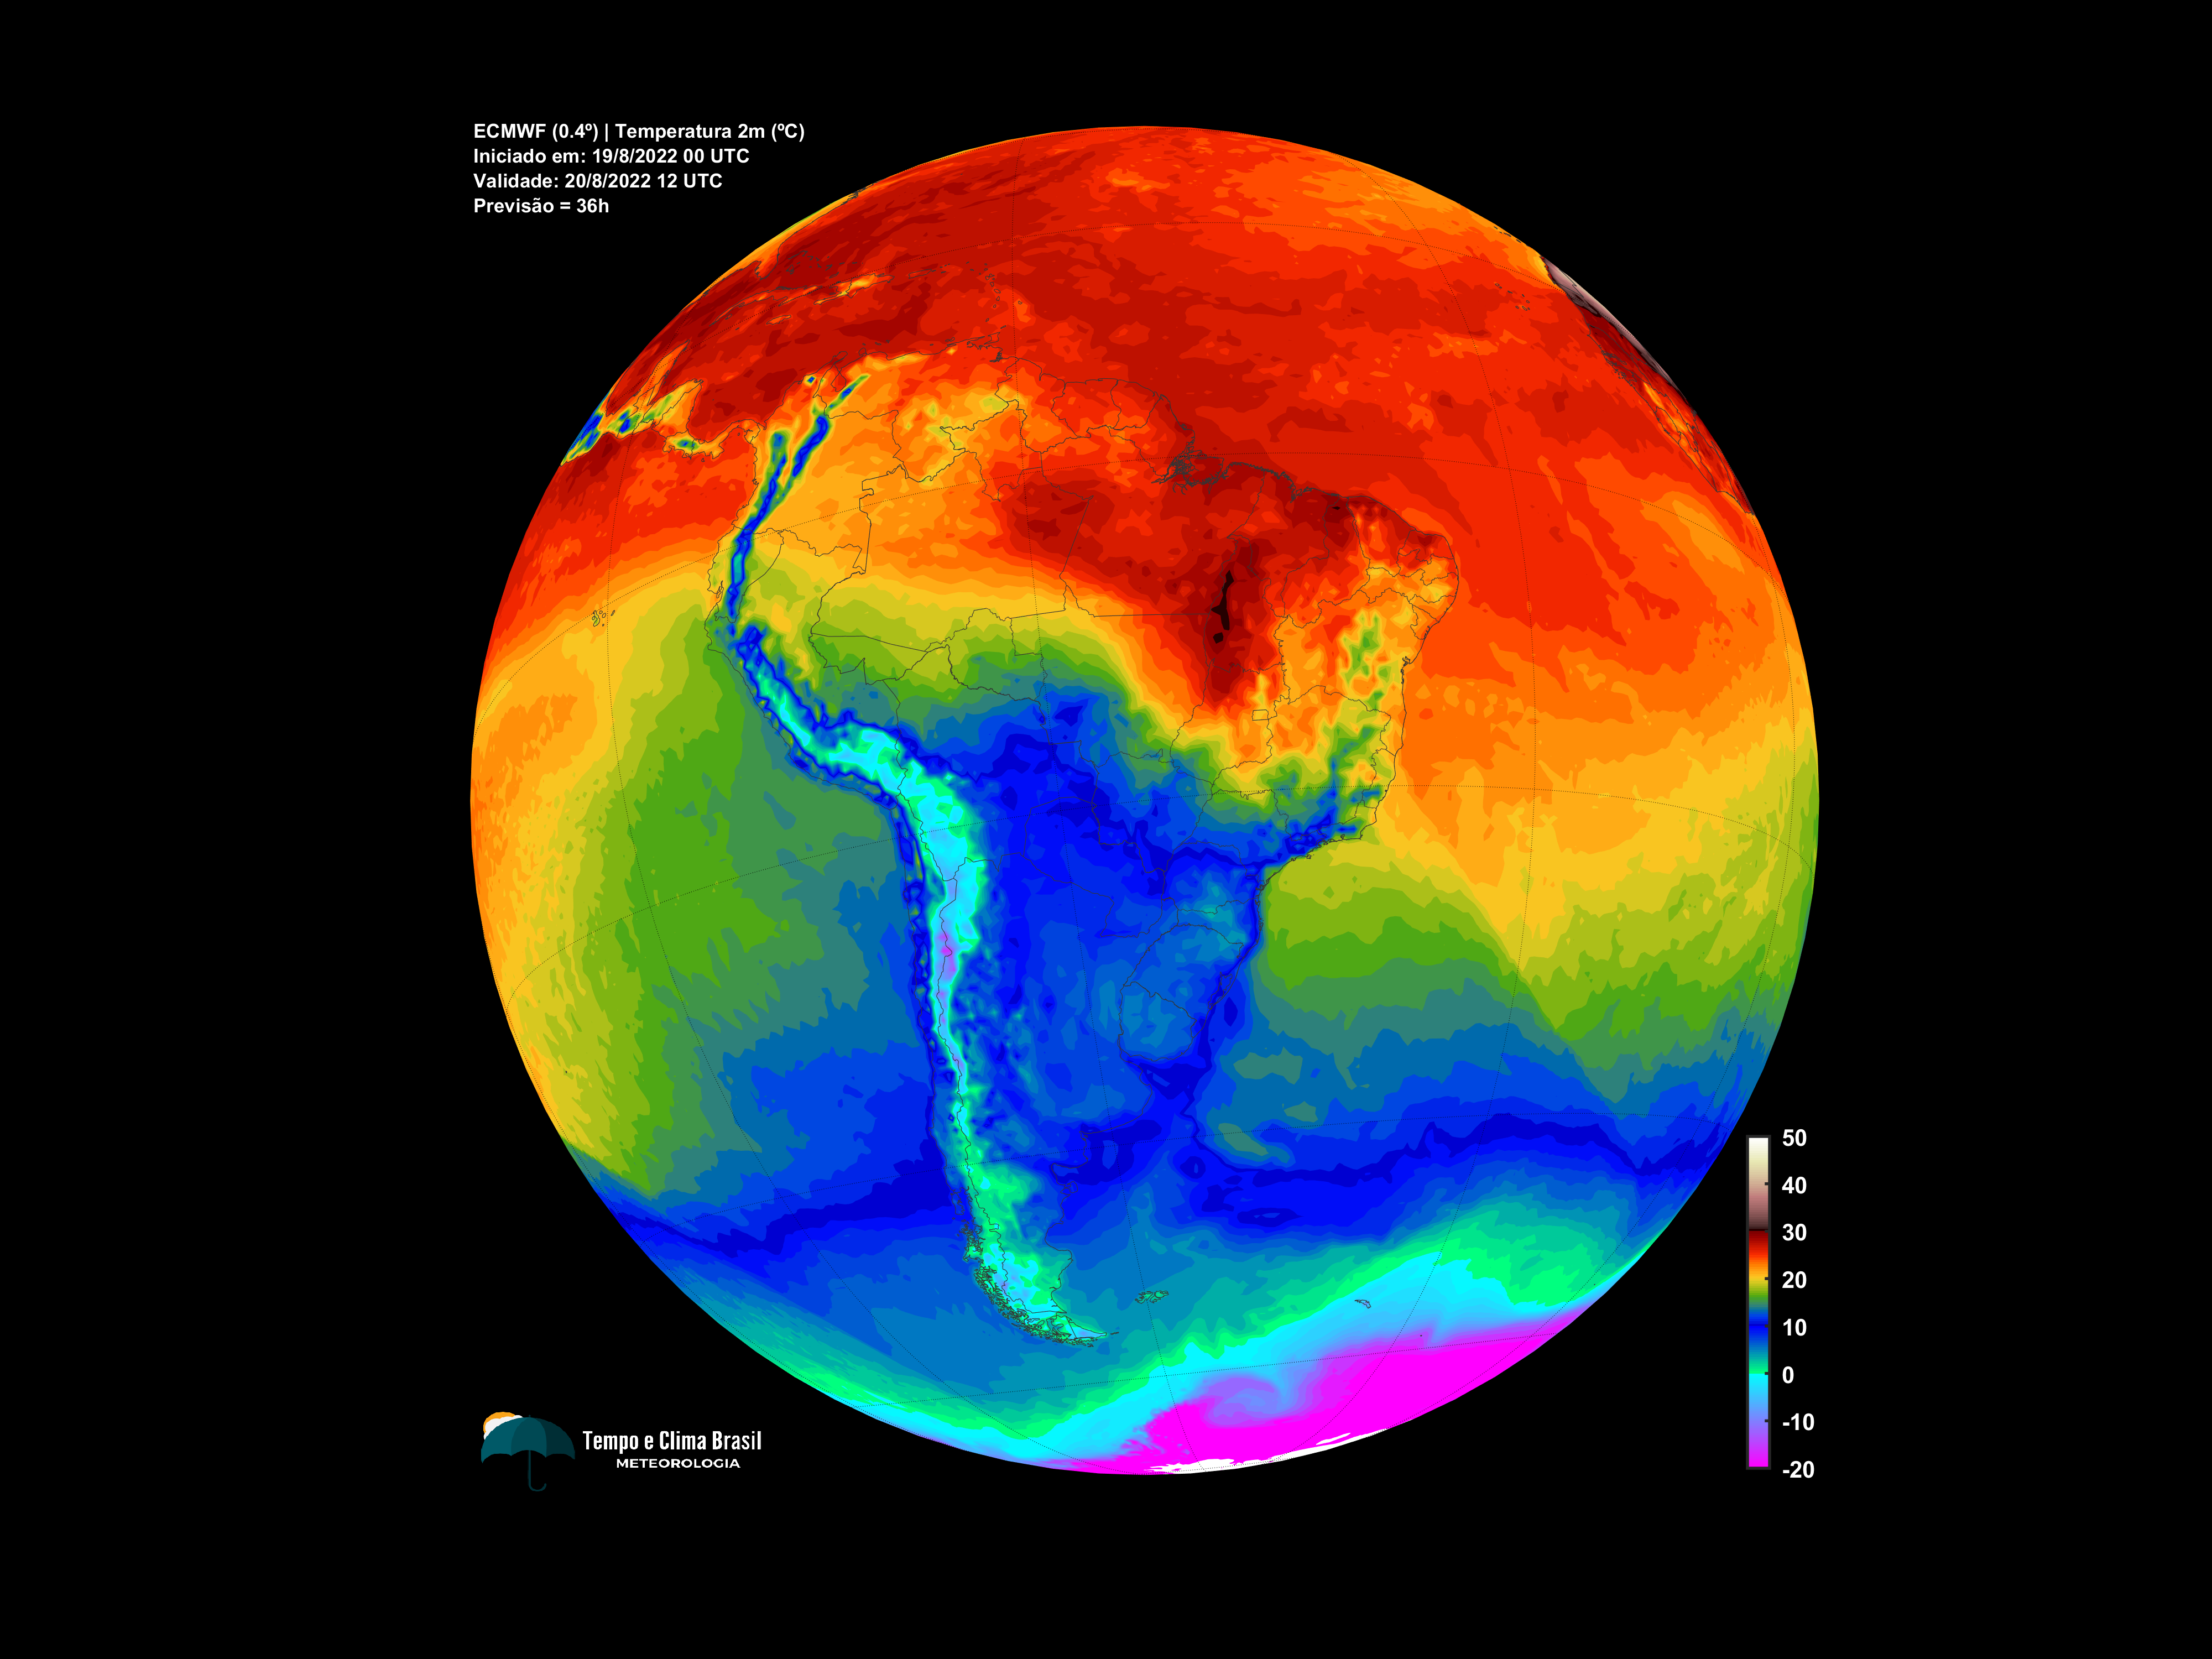 ECMWF (0.4º) | Temperatura 2m (ºC)
Iniciado em: 19/8/2022 00 UTC
Validade: 20/8/2022 12 UTC
Previsão = 36h
50
40
30
20
10
0
-10
-20
Tempo e Clima Brasil
METEOROLOGIA